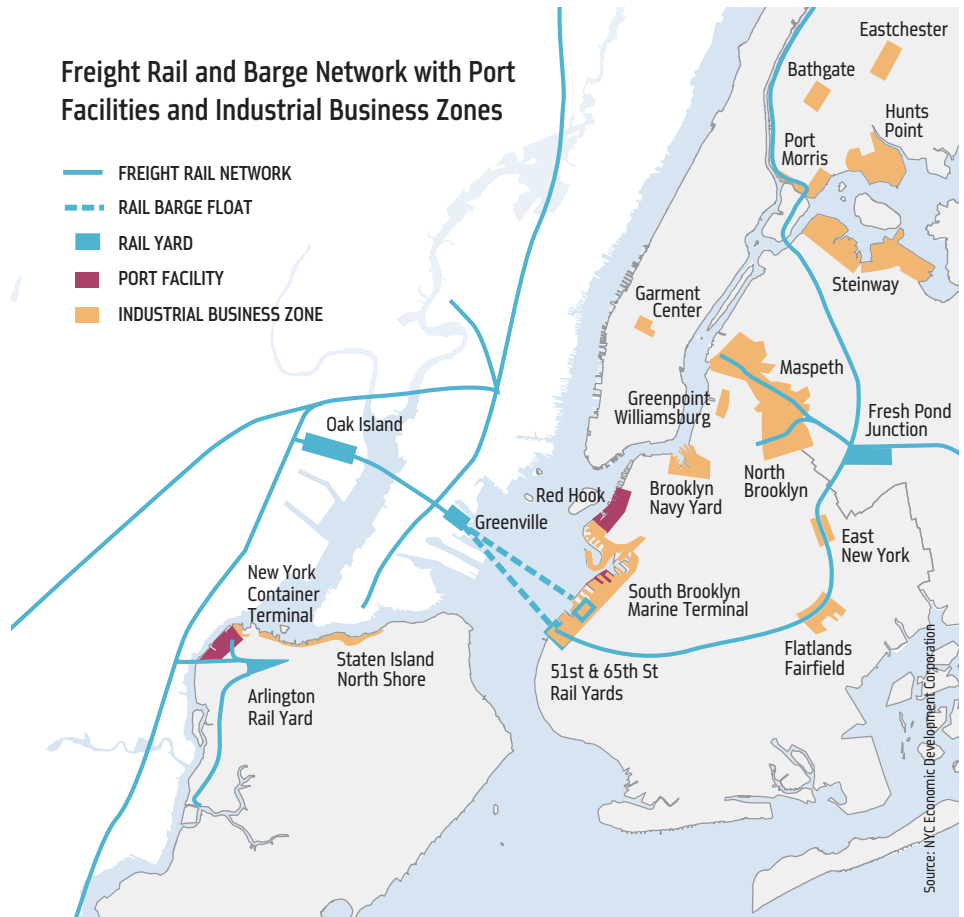 Freight Rail and Barge Network with Port
Facilities and Industrial Business Zones
FREIGHT RAIL NETWORK
RAIL BARGE FLOAT
RAIL YARD
PORT FACILITY
INDUSTRIAL BUSINESS ZONE
Eastchester
Bathgate
Hunts
Point
Port
Morris
Steinway
Garment
Center
Maspeth
Greenpoint
Williamsburg
Fresh Pond
Junction
Oak Island
North
Brooklyn
Brooklyn
Navy Yard
Red Hook
Greenville
East
New York
New York
Container
Terminal
South Brooklyn
Marine Terminal
Flatlands
Fairfield
Staten Island
North Shore
51st & 65th St
Rail Yards
Arlington
Rail Yard
Source: NYC Economic Development Corporation